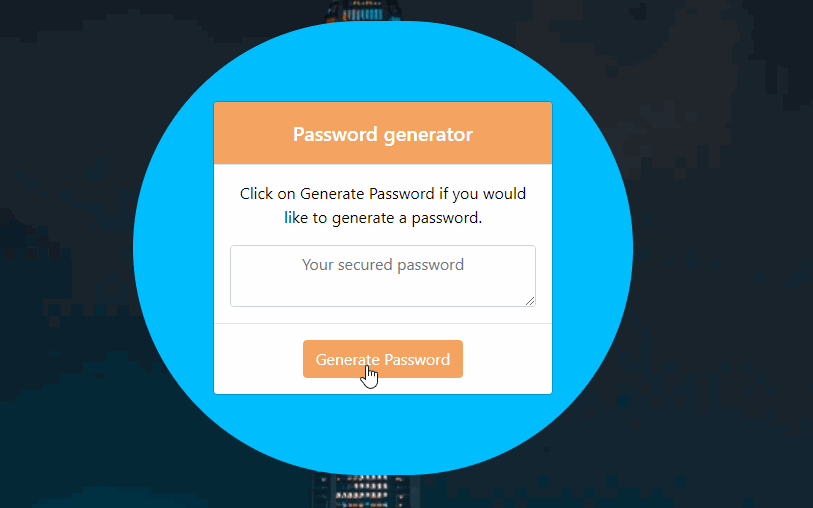 Password generator
Click on Generate Password if you would
like to generate a password.
Your secured password
Generate Password